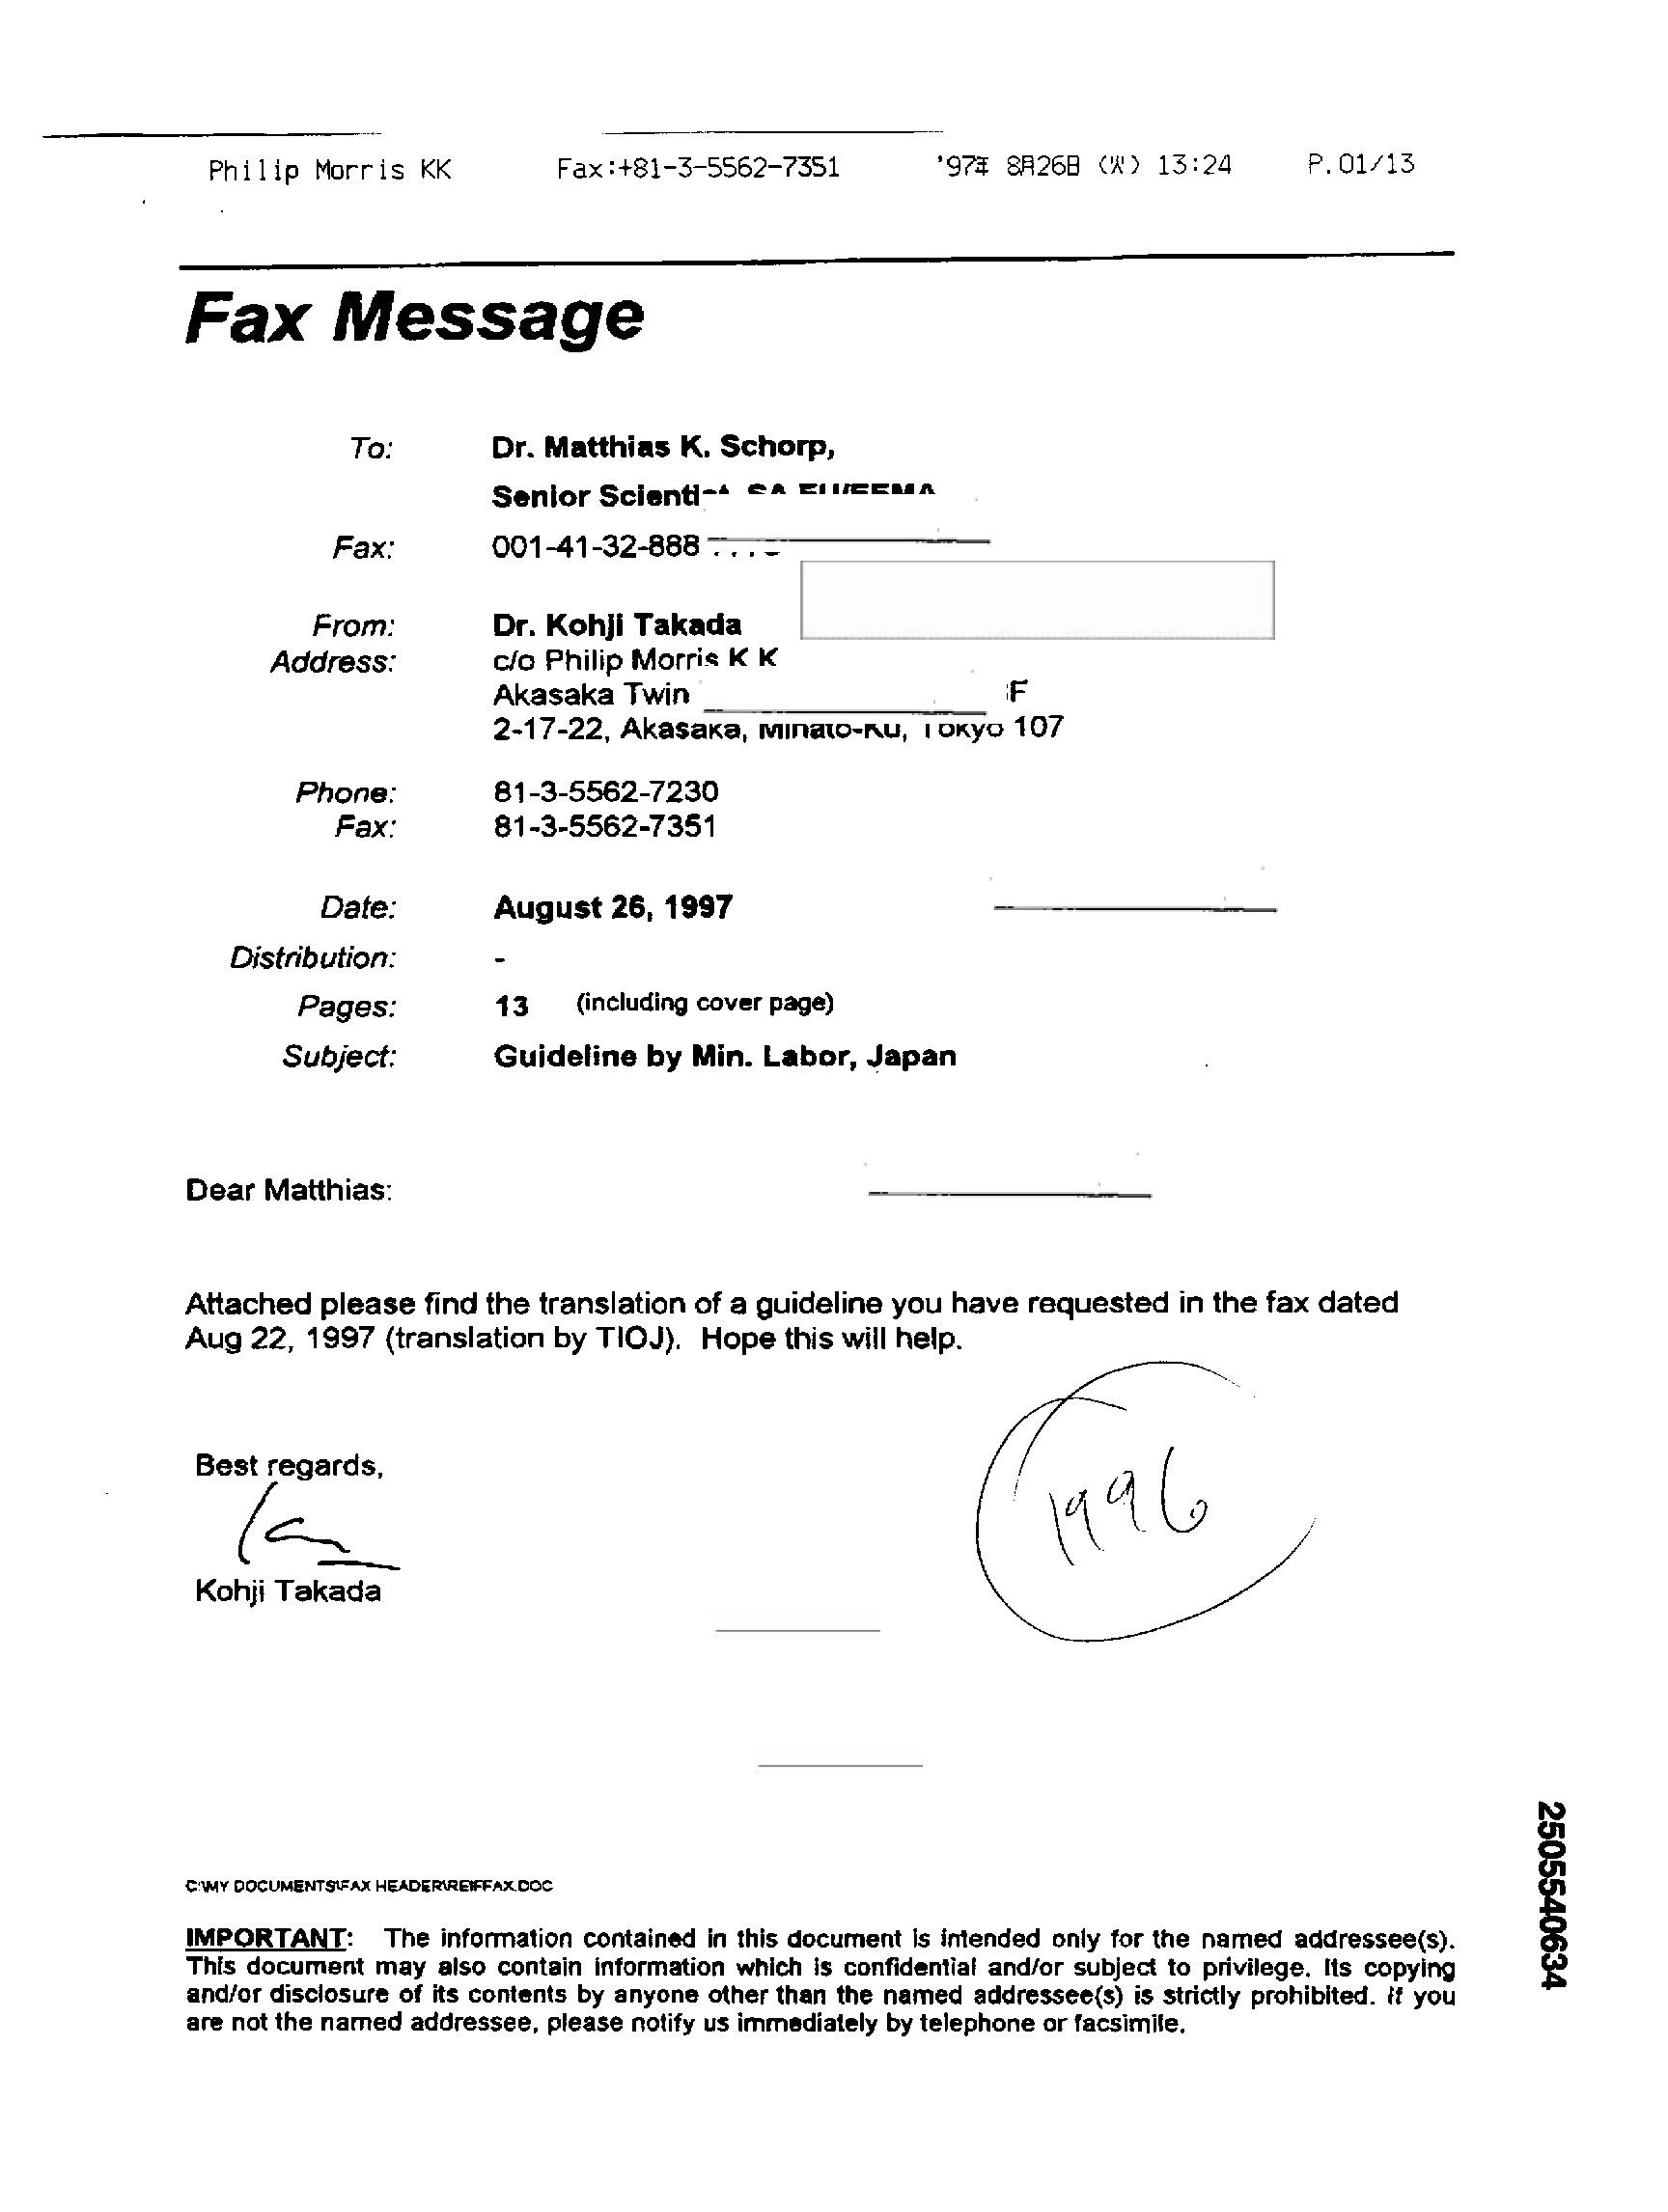 Philip Morris KK Fax:+81-3-5562-7351 '97年 8月26日 (火) 13:24 P.01/13
Fax Message
To: Dr. Matthias K. Schorp,
Senior
Fax: 001-41-32-888
From: Dr. Kohji Takada
Address: c/o Philip Morris K K
Akasaka Twin F
2-17-22, Akasaka, Minato-Ku, Tokyo 107
Phone: 81-3-5562-7230
Fax: 81-3-5562-7351
Date: August 26, 1997
Distribution: -
Pages: 13 (including cover page)
Subject: Guideline by Min. Labor, Japan
Dear Matthias:
Attached please find the translation of a guideline you have requested in the fax dated
Aug 22, 1997 (translation by TIOJ). Hope this will help.
1996
Best regards,
Kohji Takada
C:\MY DOCUMENTS\FAX HEADER\REIFFAX.DOC
IMPORTANT: The information contained in this document is intended only for the named addressee(s).
This document may also contain information which is confidential and/or subject to privilege. Its copying
and/or disclosure of its contents by anyone other than the named addressee(s) is strictly prohibited. If you
are not the named addressee, please notify us immediately by telephone or facsimile.
2505540634